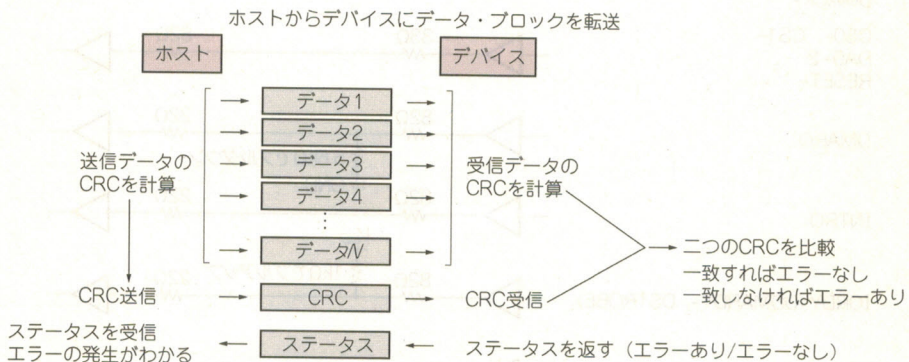 ホストからデバイスにデータ・ブロックを転送
ホスト
デバイス
データ1
データ2
データ3
データ4
⋮
データN
送信データの
CRCを計算
受信データの
CRCを計算
CRC送信
CRC
CRC受信
二つのCRCを比較
一致すればエラーなし
一致しなければエラーあり
ステータスを受信
エラーの発生がわかる
ステータス
ステータスを返す（エラーあり/エラーなし）